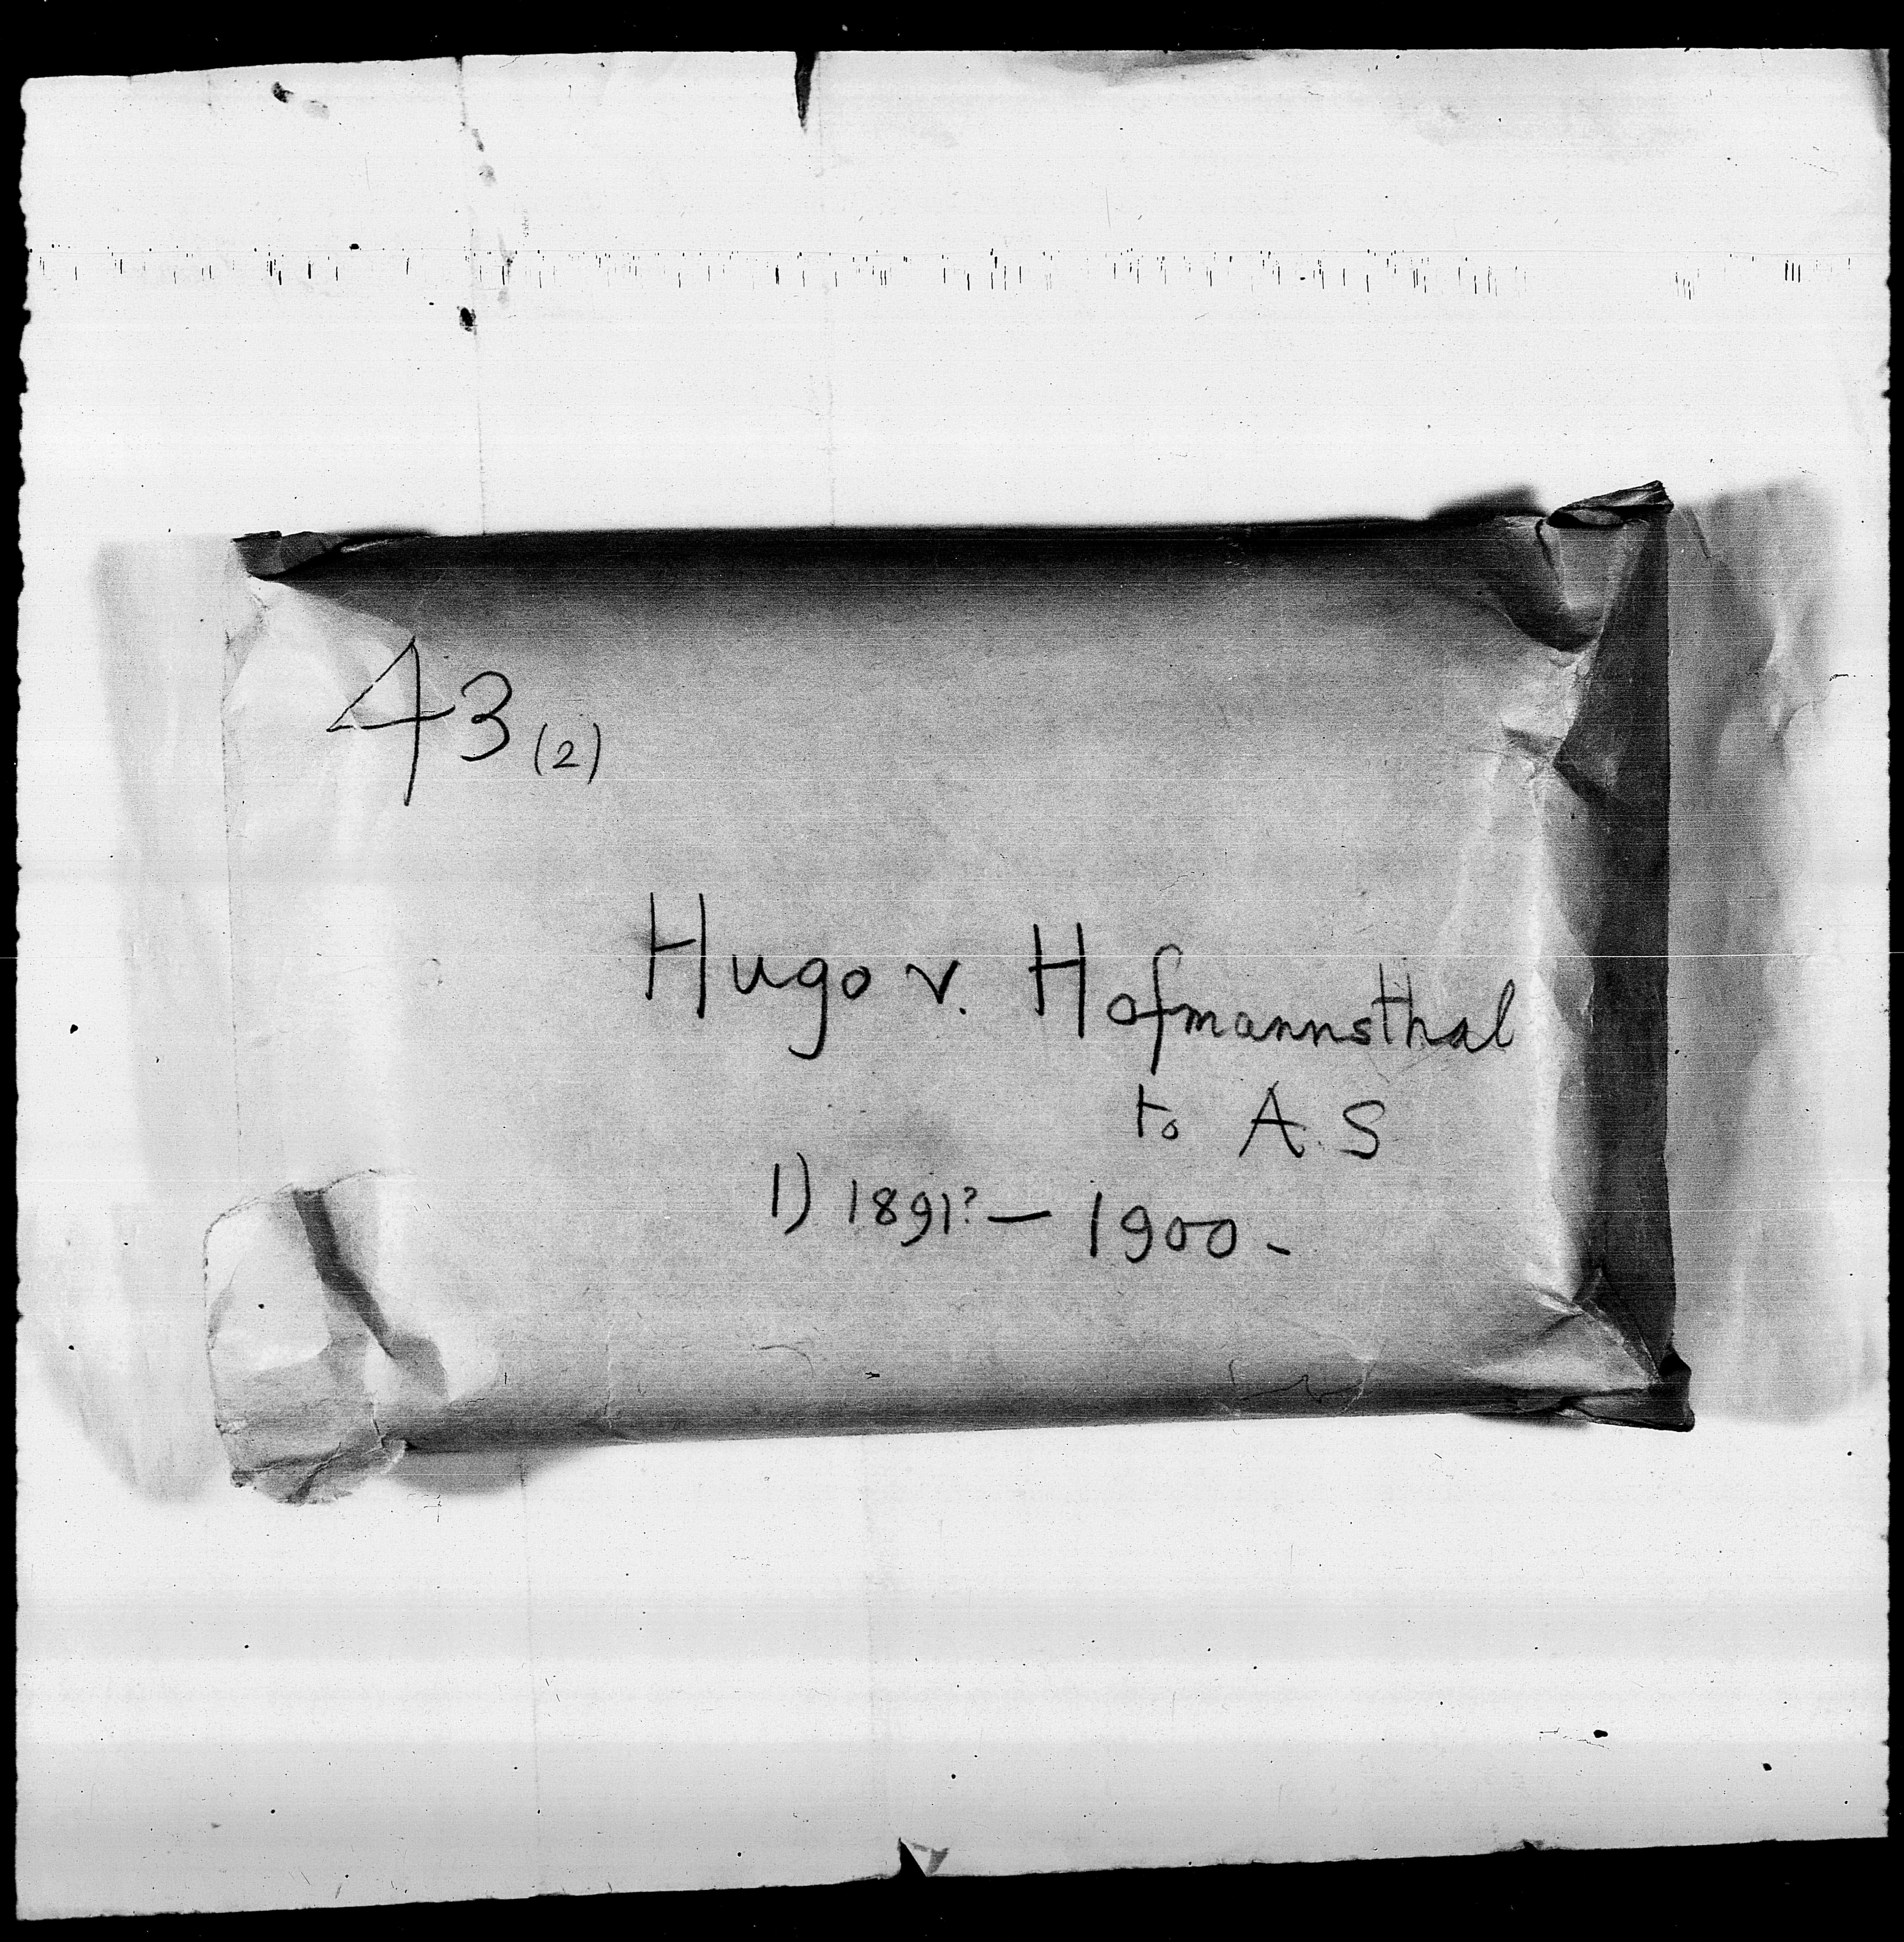 43 (2)
Hugo v. Hofmannsthal
to A. S
1) 1891? — 1900 -